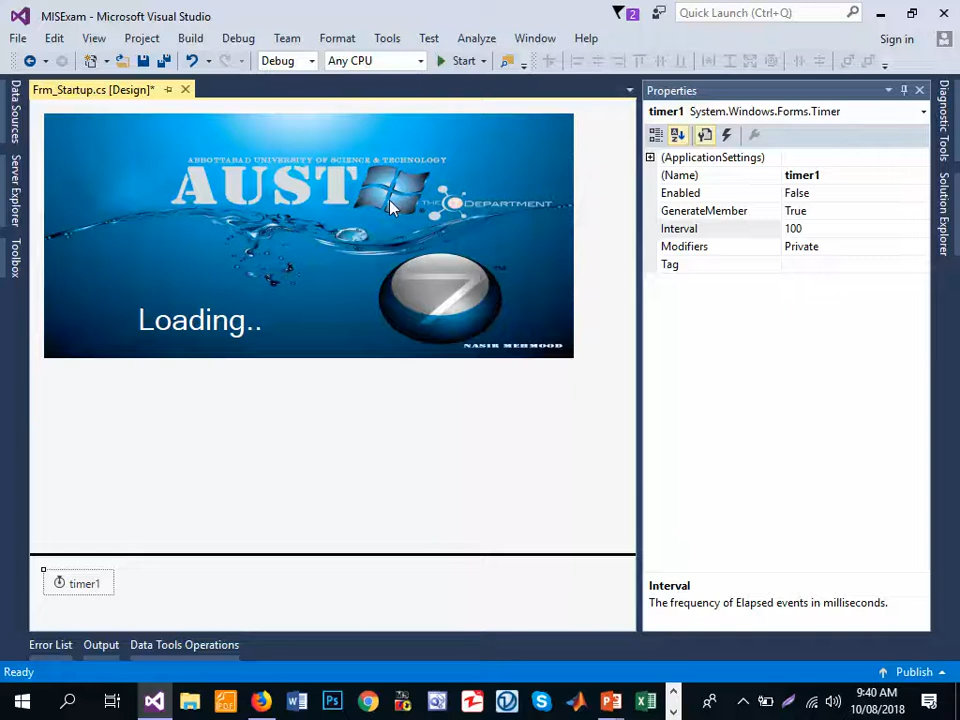 MISExam - Microsoft Visual Studio
2
Quick Launch (Ctrl+Q)
File Edit View Project Build Debug Team Format Tools Test Analyze Window Help
Sign in
Debug Any CPU Start
Data Sources
Server Explorer
Toolbox
Frm_Startup.cs [Design]*
ABBOTTABAD UNIVERSITY OF SCIENCE & TECHNOLOGY
AUST
THE IT DEPARTMENT
7
Loading..
NASIR MEHMOOD
timer1
Properties
timer1 System.Windows.Forms.Timer
(ApplicationSettings)
(Name) timer1
Enabled False
GenerateMember True
Interval 100
Modifiers Private
Tag
Interval
The frequency of Elapsed events in milliseconds.
Diagnostic Tools
Solution Explorer
Error List Output Data Tools Operations
Ready
Publish
9:40 AM
10/08/2018